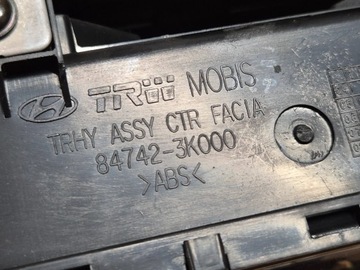 TRW MOBIS
TRHY ASSY CTR FACIA
84742-3K000
>ABS<